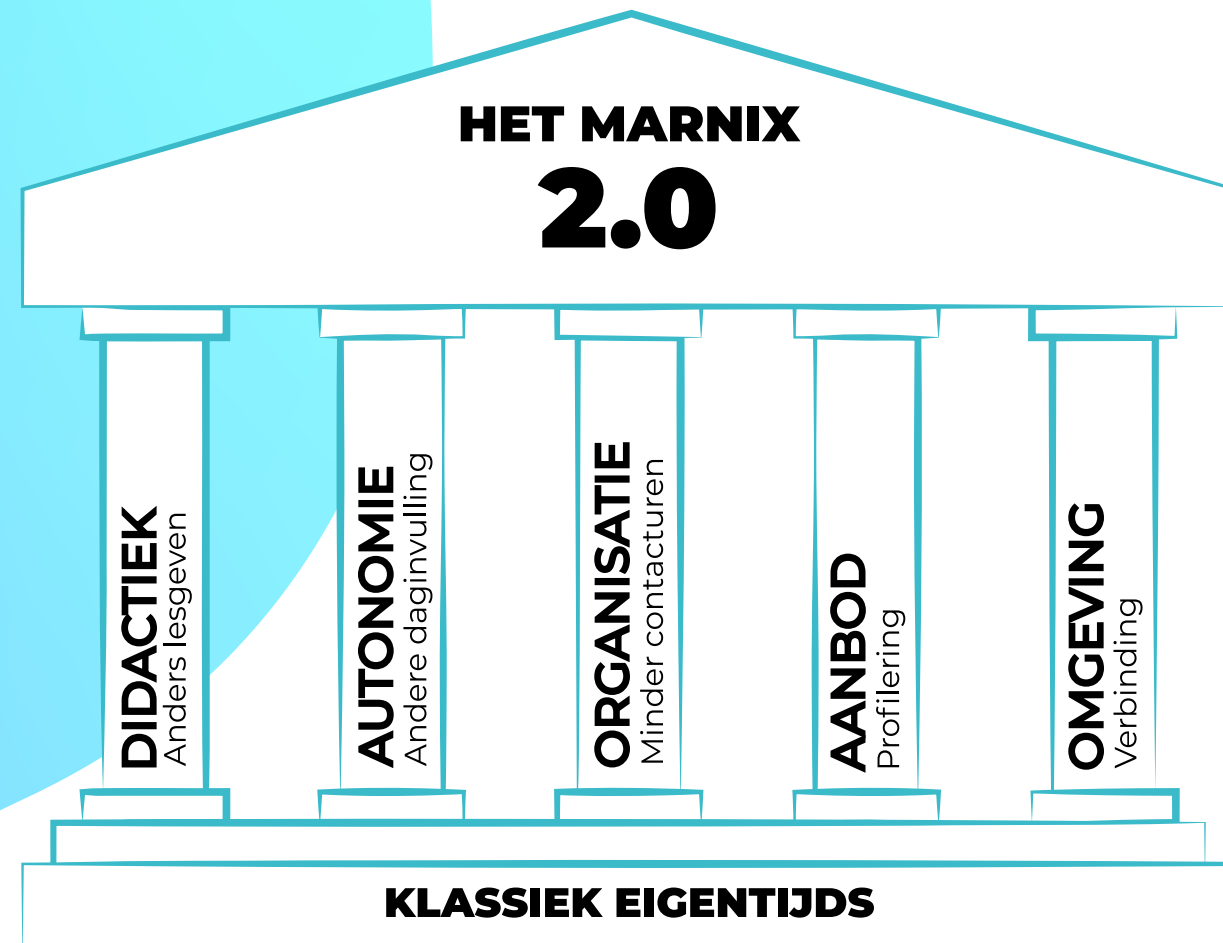 HET MARNIX
2.0
DIDACTIEK
Anders lesgeven
AUTONOMIE
Andere daginvulling
ORGANISATIE
Minder contacturen
AANBOD
Profilering
OMGEVING
Verbinding
KLASSIEK EIGENTIJDS